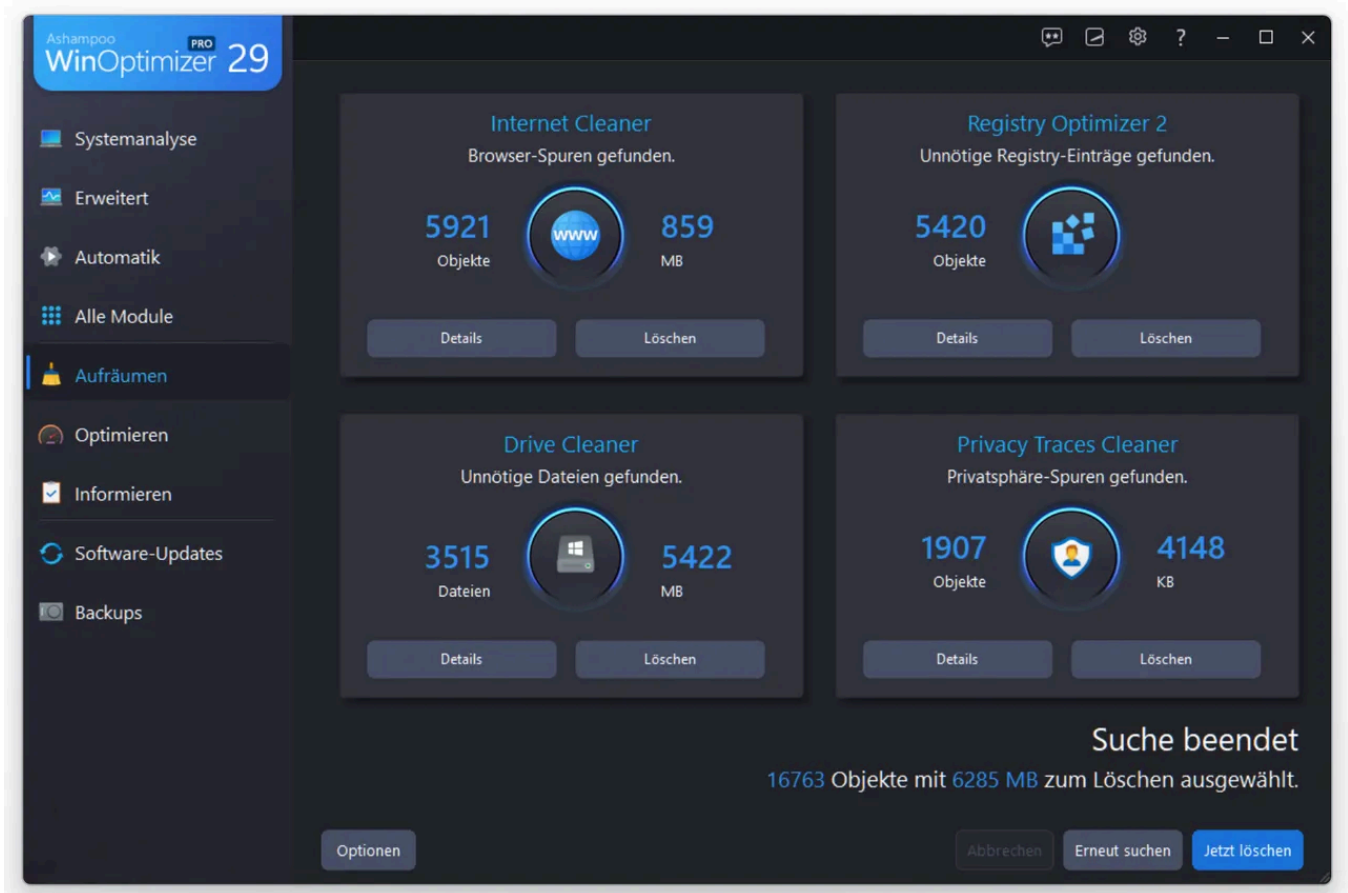 Ashampoo
WinOptimizer PRO 29
Systemanalyse
Erweitert
Automatik
Alle Module
Aufräumen
Optimieren
Informieren
Software-Updates
Backups
?
Internet Cleaner
Browser-Spuren gefunden.
5921
Objekte
www
859
MB
Details
Löschen
Registry Optimizer 2
Unnötige Registry-Einträge gefunden.
5420
Objekte
Details
Löschen
Drive Cleaner
Unnötige Dateien gefunden.
3515
Dateien
5422
MB
Details
Löschen
Privacy Traces Cleaner
Privatsphäre-Spuren gefunden.
1907
Objekte
4148
KB
Details
Löschen
Suche beendet
16763 Objekte mit 6285 MB zum Löschen ausgewählt.
Optionen
Abbrechen
Erneut suchen
Jetzt löschen